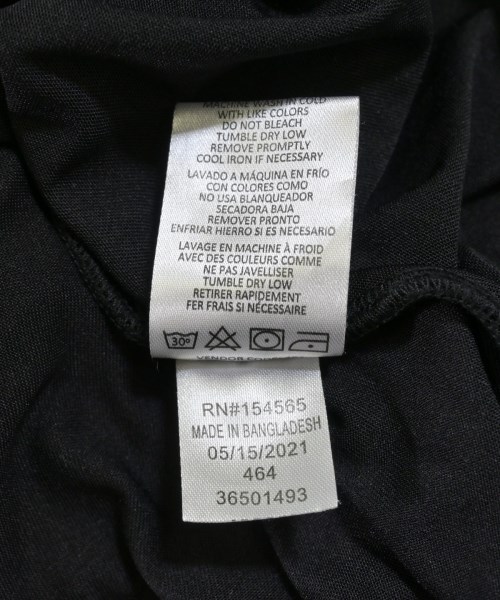 MACHINE WASH IN COLD
WITH LIKE COLORS
DO NOT BLEACH
TUMBLE DRY LOW
REMOVE PROMPTLY
COOL IRON IF NECESSARY
LAVADO A MÁQUINA EN FRÍO
CON COLORES COMO
NO USA BLANQUEADOR
SECADORA BAJA
REMOVER PRONTO
ENFRIAR HIERRO SI ES NECESARIO
LAVAGE EN MACHINE À FROID
AVEC DES COULEURS COMME
NE PAS JAVELLISER
TUMBLE DRY LOW
RETIRER RAPIDEMENT
FER FRAIS SI NÉCESSAIRE
30°
VENDOR
RN#154565
MADE IN BANGLADESH
05/15/2021
464
36501493